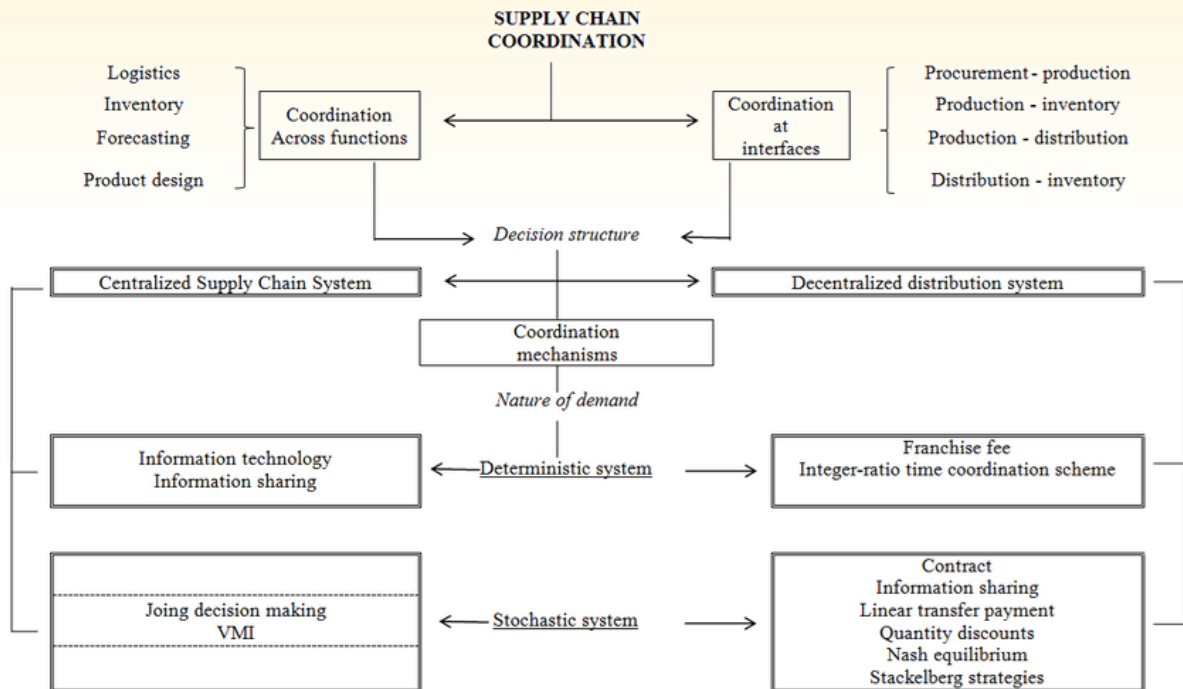 SUPPLY CHAIN
COORDINATION
Logistics
Inventory
Forecasting
Product design
Coordination
Across functions
Coordination
at
interfaces
Procurement - production
Production - inventory
Production - distribution
Distribution - inventory
Decision structure
Centralized Supply Chain System
Decentralized distribution system
Coordination
mechanisms
Nature of demand
Information technology
Information sharing
Deterministic system
Franchise fee
Integer-ratio time coordination scheme
Joing decision making
VMI
Stochastic system
Contract
Information sharing
Linear transfer payment
Quantity discounts
Nash equilibrium
Stackelberg strategies